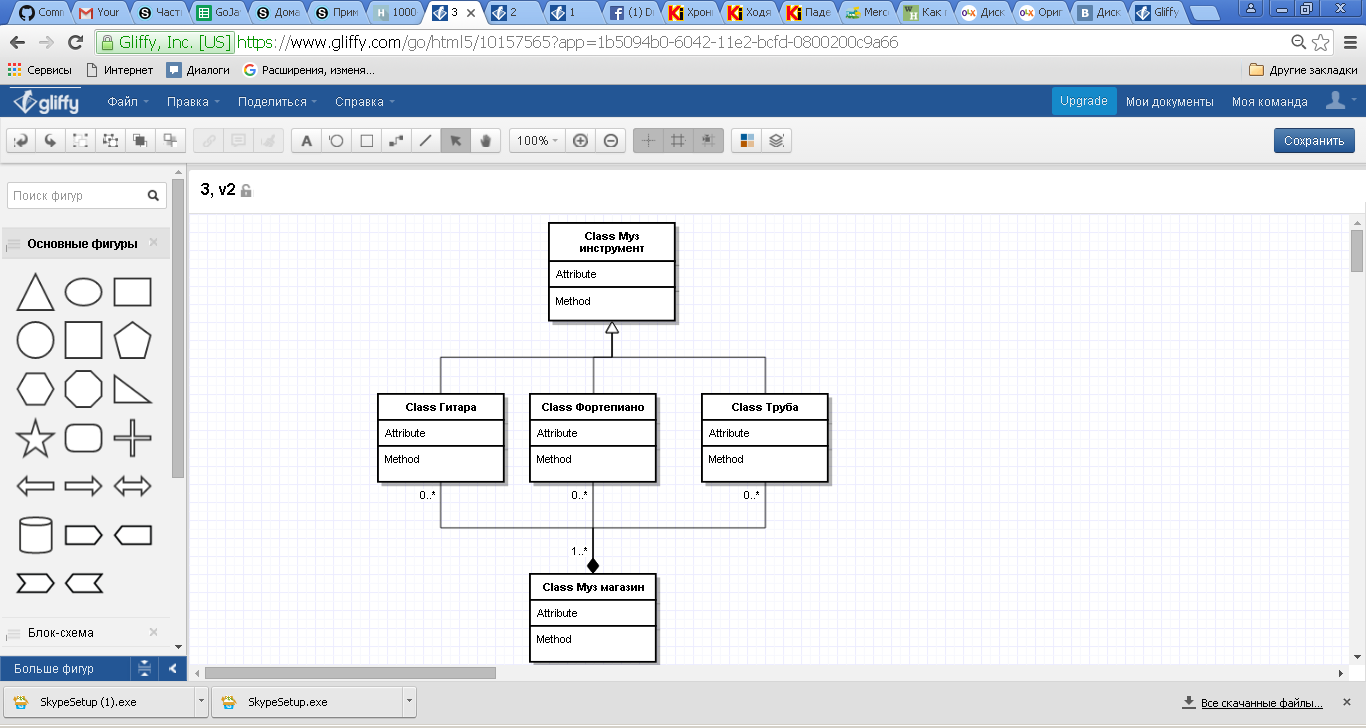 Comm
Your
Част
GoJa
Дома
Прим
1000
3
2
1
(1) D
Хрон
Ходя
Паде
Merc
Как г
Диск
Ориг
Диск
Gliffy
Gliffy, Inc. [US] https://www.gliffy.com/go/html5/10157565?app=1b5094b0-6042-11e2-bcfd-0800200c9a66
Сервисы
Интернет
Диалоги
Расширения, изменя...
Другие закладки
gliffy
Файл
Правка
Поделиться
Справка
Upgrade
Мои документы
Моя команда
100%
Сохранить
Поиск фигур
3, v2
Основные фигуры
Class Муз
инструмент
Attribute
Method
Class Гитара
Attribute
Method
Class Фортепиано
Attribute
Method
Class Труба
Attribute
Method
0..*
0..*
0..*
1..*
Class Муз магазин
Attribute
Method
Блок-схема
Больше фигур
SkypeSetup (1).exe
SkypeSetup.exe
Все скачанные файлы...